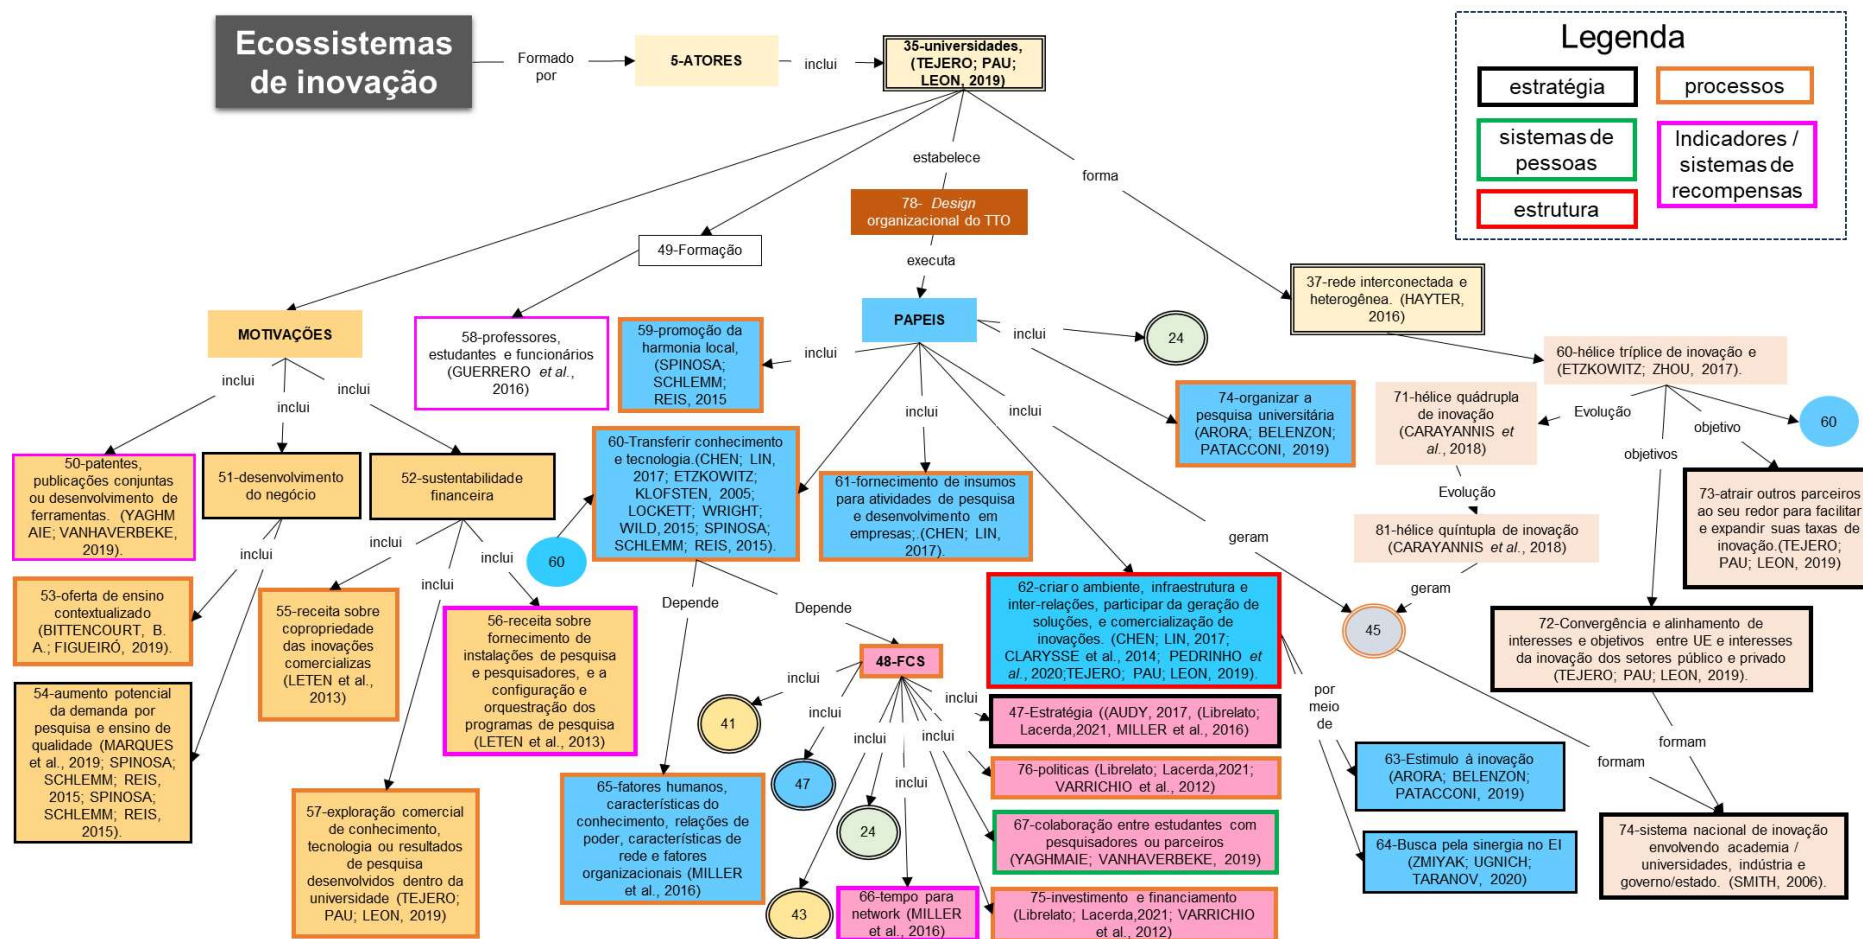 Ecossistemas
de inovação
Formado
por
5-ATORES
inclui
35-universidades,
(TEJERO; PAU;
LEON, 2019)
Legenda
estratégia
processos
sistemas de
pessoas
Indicadores /
sistemas de
recompensas
estrutura
estabelece
forma
78- Design
organizacional do TTO
49-Formação
executa
37-rede interconectada e
heterogênea. (HAYTER,
2016)
MOTIVAÇÕES
58-professores,
estudantes e funcionários
(GUERRERO et al.,
2016)
59-promoção da
harmonia local,
(SPINOSA;
SCHLEMM;
REIS, 2015
inclui
PAPEIS
inclui
24
60-hélice tríplice de inovação e
(ETZKOWITZ; ZHOU, 2017).
inclui
inclui
inclui
inclui
inclui
inclui
74-organizar a
pesquisa universitária
(ARORA; BELENZON;
PATACCONI, 2019)
71-hélice quádrupla
de inovação
(CARAYANNIS et
al., 2018)
Evolução
objetivo
60
objetivos
50-patentes,
publicações conjuntas
ou desenvolvimento de
ferramentas. (YAGHM
AIE; VANHAVERBEKE,
2019).
51-desenvolvimento
do negócio
52-sustentabilidade
financeira
60-Transferir conhecimento
e tecnologia.(CHEN; LIN,
2017; ETZKOWITZ;
KLOFSTEN, 2005;
LOCKETT; WRIGHT;
WILD, 2015; SPINOSA;
SCHLEMM; REIS, 2015).
61-fornecimento de insumos
para atividades de pesquisa
e desenvolvimento em
empresas;.(CHEN; LIN,
2017).
Evolução
73-atrair outros parceiros
ao seu redor para facilitar
e expandir suas taxas de
inovação.(TEJERO;
PAU; LEON, 2019)
81-hélice quíntupla de inovação
(CARAYANNIS et al., 2018)
inclui
inclui
inclui
inclui
60
geram
geram
53-oferta de ensino
contextualizado
(BITTENCOURT, B.
A.; FIGUEIRÓ, 2019).
55-receita sobre
copropriedade
das inovações
comercializas
(LETEN et al.,
2013)
56-receita sobre
fornecimento de
instalações de pesquisa
e pesquisadores, e a
configuração e
orquestração dos
programas de pesquisa
(LETEN et al., 2013)
Depende
Depende
62-criar o ambiente, infraestrutura e
inter-relações, participar da geração de
soluções, e comercialização de
inovações. (CHEN; LIN, 2017;
CLARYSSE et al., 2014; PEDRINHO et
al., 2020;TEJERO; PAU; LEON, 2019).
45
72-Convergência e alinhamento de
interesses e objetivos entre UE e interesses
da inovação dos setores público e privado
(TEJERO; PAU; LEON, 2019).
48-FCS
inclui
inclui
inclui
inclui
inclui
41
47
24
43
47-Estratégia ((AUDY, 2017, (Librelato;
Lacerda,2021, MILLER et al., 2016)
por
meio
de
formam
formam
54-aumento potencial
da demanda por
pesquisa e ensino de
qualidade (MARQUES
et al., 2019; SPINOSA;
SCHLEMM; REIS,
2015; SPINOSA;
SCHLEMM; REIS,
2015).
57-exploração comercial
de conhecimento,
tecnologia ou resultados
de pesquisa
desenvolvidos dentro da
universidade (TEJERO;
PAU; LEON, 2019)
65-fatores humanos,
características do
conhecimento, relações de
poder, características de
rede e fatores
organizacionais (MILLER
et al., 2016)
76-politicas (Librelato; Lacerda,2021;
VARRICHIO et al., 2012)
63-Estimulo à inovação
(ARORA; BELENZON;
PATACCONI, 2019)
67-colaboração entre estudantes com
pesquisadores ou parceiros
(YAGHMAIE; VANHAVERBEKE, 2019)
64-Busca pela sinergia no EI
(ZMIYAK; UGNICH;
TARANOV, 2020)
74-sistema nacional de inovação
envolvendo academia /
universidades, indústria e
governo/estado. (SMITH, 2006).
66-tempo para
network (MILLER
et al., 2016)
75-investimento e financiamento
(Librelato; Lacerda,2021; VARRICHIO
et al., 2012)